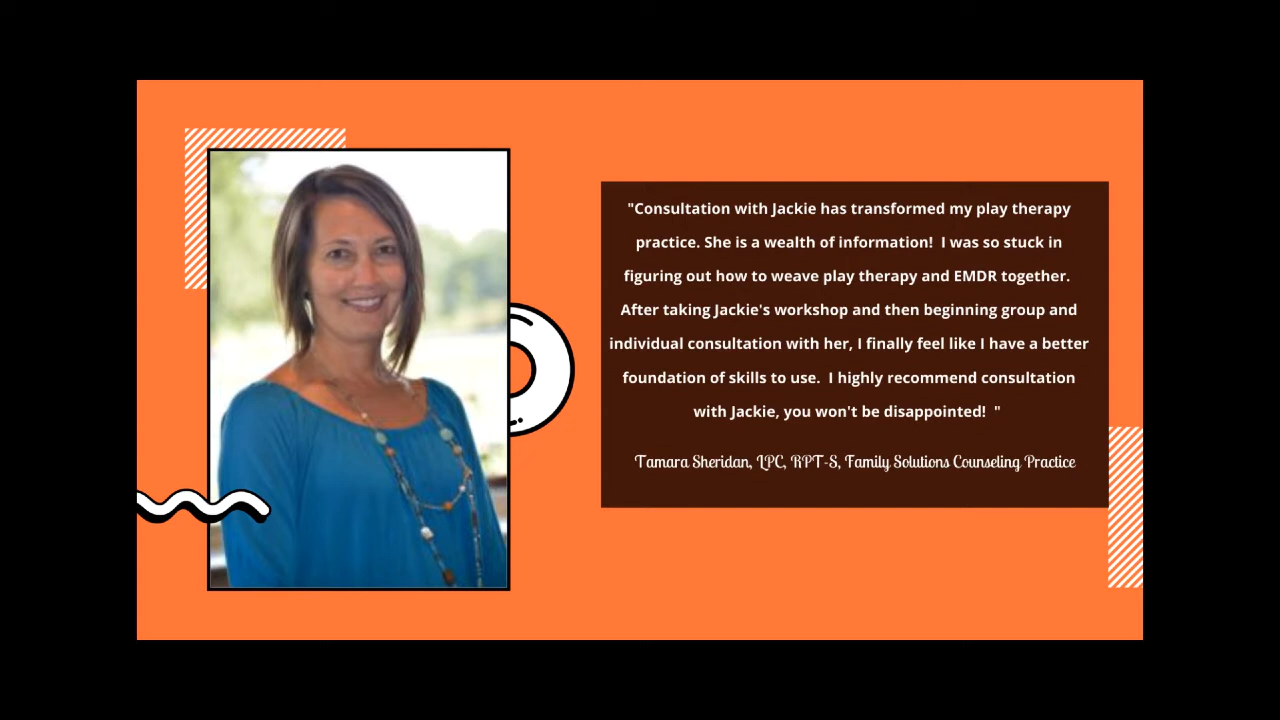 "Consultation with Jackie has transformed my play therapy
practice. She is a wealth of information!  I was so stuck in
figuring out how to weave play therapy and EMDR together.
After taking Jackie's workshop and then beginning group and
individual consultation with her, I finally feel like I have a better
foundation of skills to use.  I highly recommend consultation
with Jackie, you won't be disappointed!  "
Tamara Sheridan, LPC, RPT-S, Family Solutions Counseling Practice